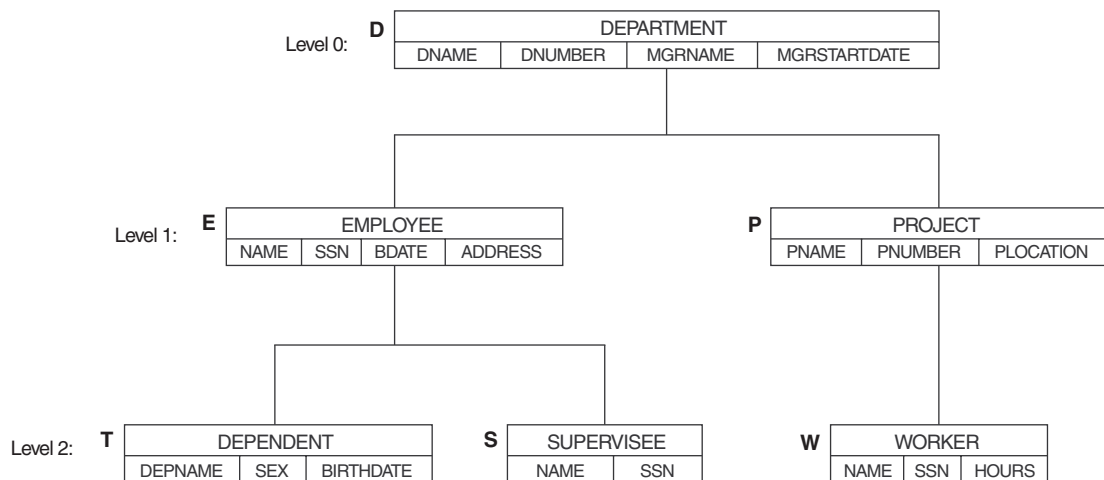 D DEPARTMENT
Level 0: DNAME DNUMBER MGRNAME MGRSTARTDATE
E EMPLOYEE P PROJECT
Level 1: NAME SSN BDATE ADDRESS PNAME PNUMBER PLOCATION
Level 2: T DEPENDENT S SUPERVISEE W WORKER
DEPNAME SEX BIRTHDATE NAME SSN NAME SSN HOURS